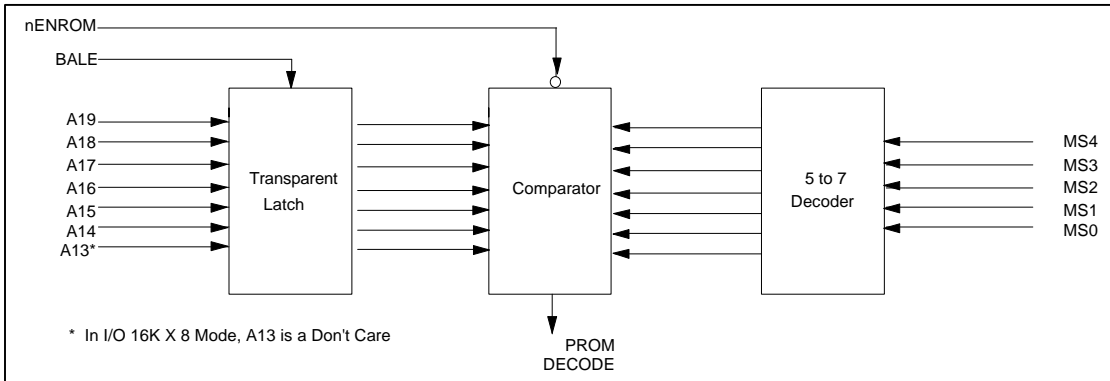 nENROM
BALE
A19
A18
A17
A16
A15
A14
A13*
Transparent
Latch
Comparator
5 to 7
Decoder
MS4
MS3
MS2
MS1
MS0
* In I/O 16K X 8 Mode, A13 is a Don't Care
PROM
DECODE